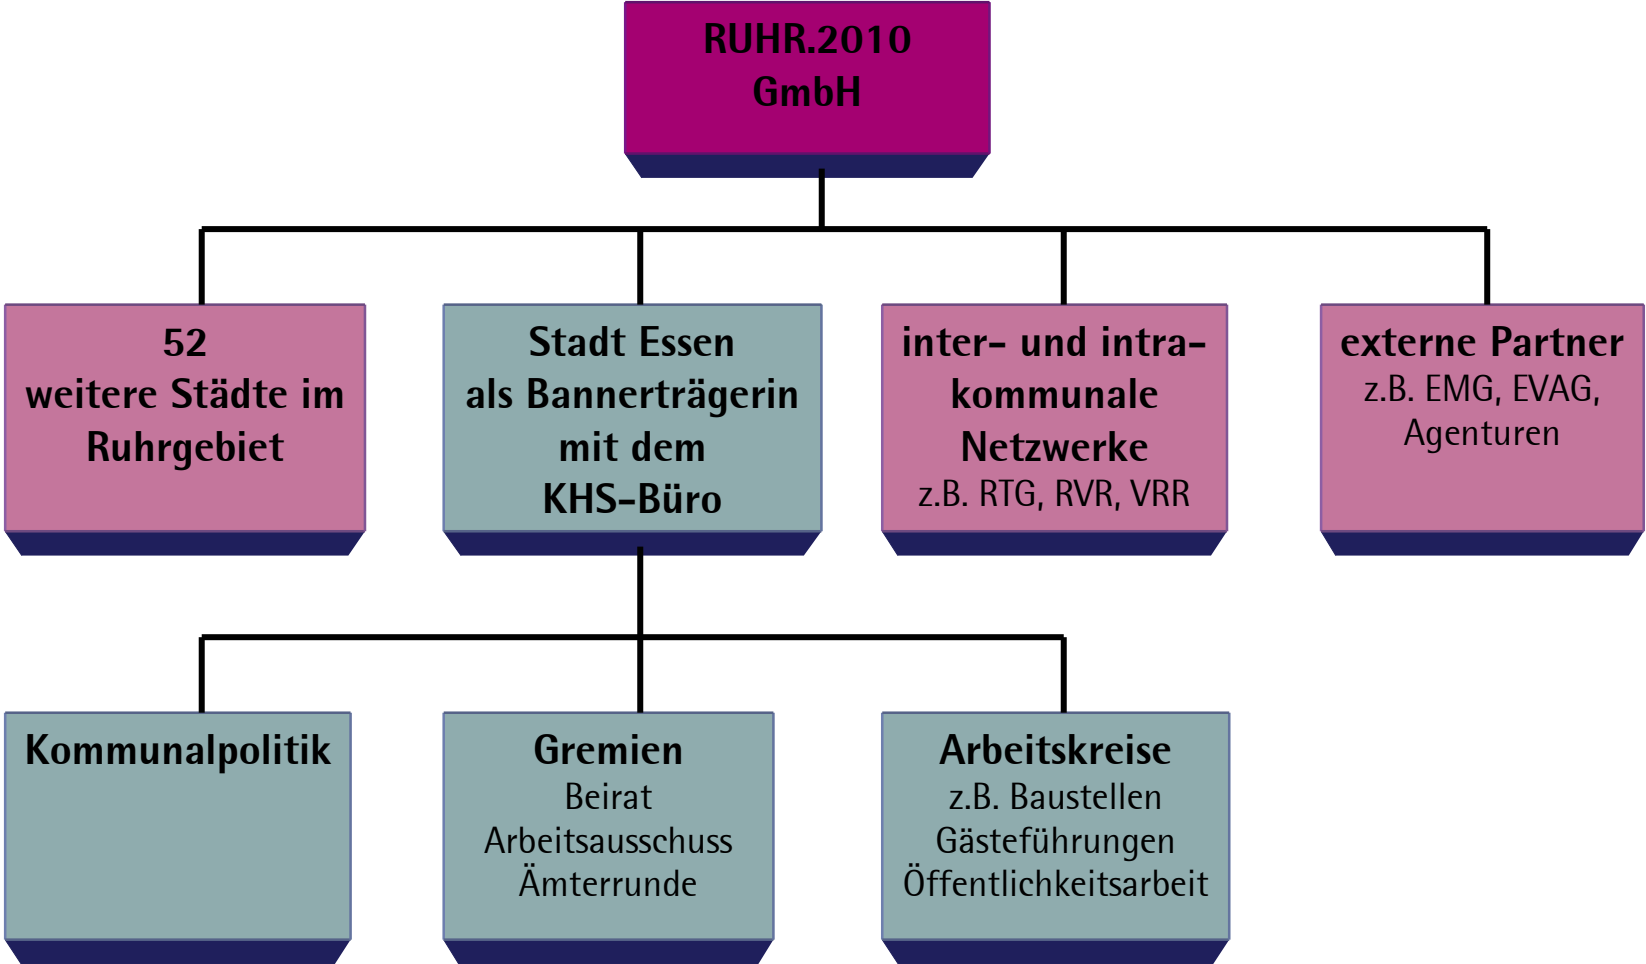 RUHR.2010
GmbH
52
weitere Städte im
Ruhrgebiet
Stadt Essen
als Bannerträgerin
mit dem
KHS-Büro
inter- und intra-
kommunale
Netzwerke
z.B. RTG, RVR, VRR
externe Partner
z.B. EMG, EVAG,
Agenturen
Kommunalpolitik
Gremien
Beirat
Arbeitsausschuss
Ämterrunde
Arbeitskreise
z.B. Baustellen
Gästeführungen
Öffentlichkeitsarbeit